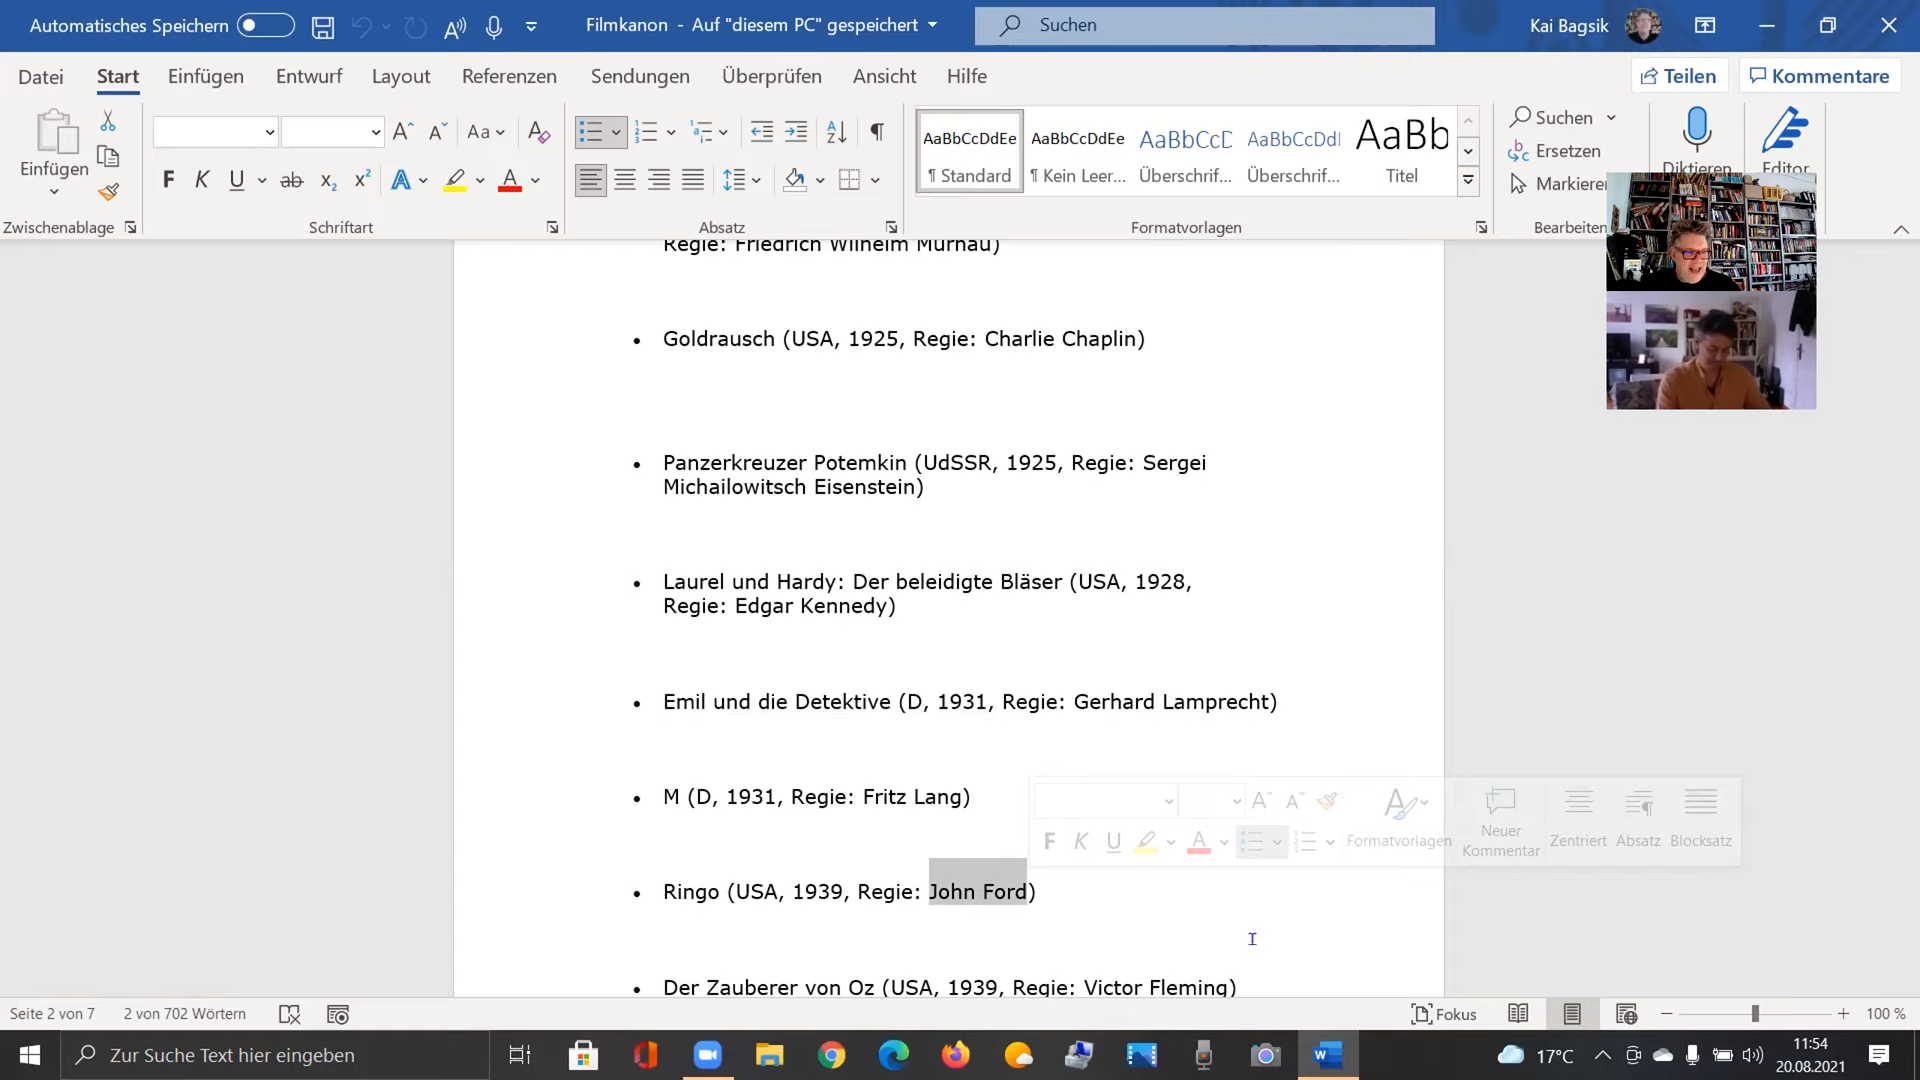 Automatisches Speichern
Filmkanon - Auf "diesem PC" gespeichert
Suchen
Kai Bagsik
Datei Start Einfügen Entwurf Layout Referenzen Sendungen Überprüfen Ansicht Hilfe
Teilen Kommentare
Einfügen
Zwischenablage
F K U ab x₂ x² A A
Aa
Schriftart
Absatz
AaBbCcDdEe AaBbCcDdEe AaBbCcD AaBbCcDdl AaBb
¶ Standard ¶ Kein Leer... Überschrif... Überschrif... Titel
Formatvorlagen
Suchen
Ersetzen
Markieren
Bearbeiten
Diktieren
Editor
Regie: Friedrich Wilhelm Murnau)
• Goldrausch (USA, 1925, Regie: Charlie Chaplin)
• Panzerkreuzer Potemkin (UdSSR, 1925, Regie: Sergei
Michailowitsch Eisenstein)
• Laurel und Hardy: Der beleidigte Bläser (USA, 1928,
Regie: Edgar Kennedy)
• Emil und die Detektive (D, 1931, Regie: Gerhard Lamprecht)
• M (D, 1931, Regie: Fritz Lang)
F K U A
Formatvorlagen
Neuer
Kommentar
Zentriert Absatz Blocksatz
• Ringo (USA, 1939, Regie: John Ford)
• Der Zauberer von Oz (USA, 1939, Regie: Victor Fleming)
Seite 2 von 7 2 von 702 Wörtern
Fokus
100 %
Zur Suche Text hier eingeben
17°C
11:54
20.08.2021